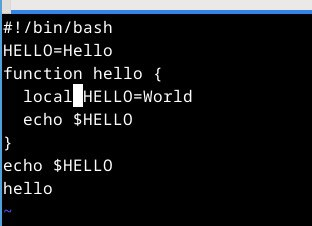 #!/bin/bash
HELLO=Hello
function hello {
  local HELLO=World
  echo $HELLO
}
echo $HELLO
hello
~